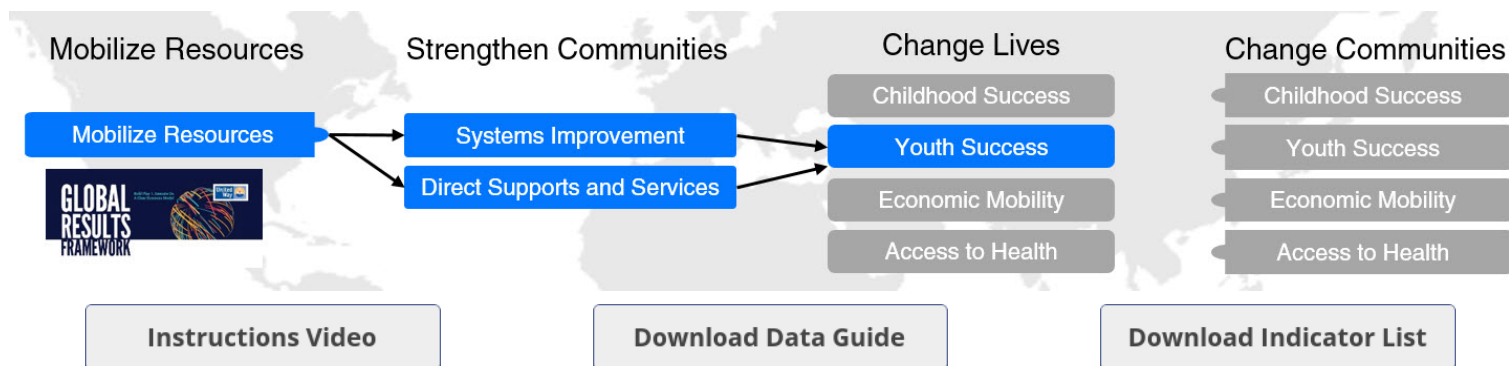 Mobilize Resources
Strengthen Communities
Change Lives
Change Communities
Mobilize Resources
Systems Improvement
Direct Supports and Services
Childhood Success
Youth Success
Economic Mobility
Access to Health
Childhood Success
Youth Success
Economic Mobility
Access to Health
GLOBAL
RESULTS
FRAMEWORK
United
Way
Instructions Video
Download Data Guide
Download Indicator List